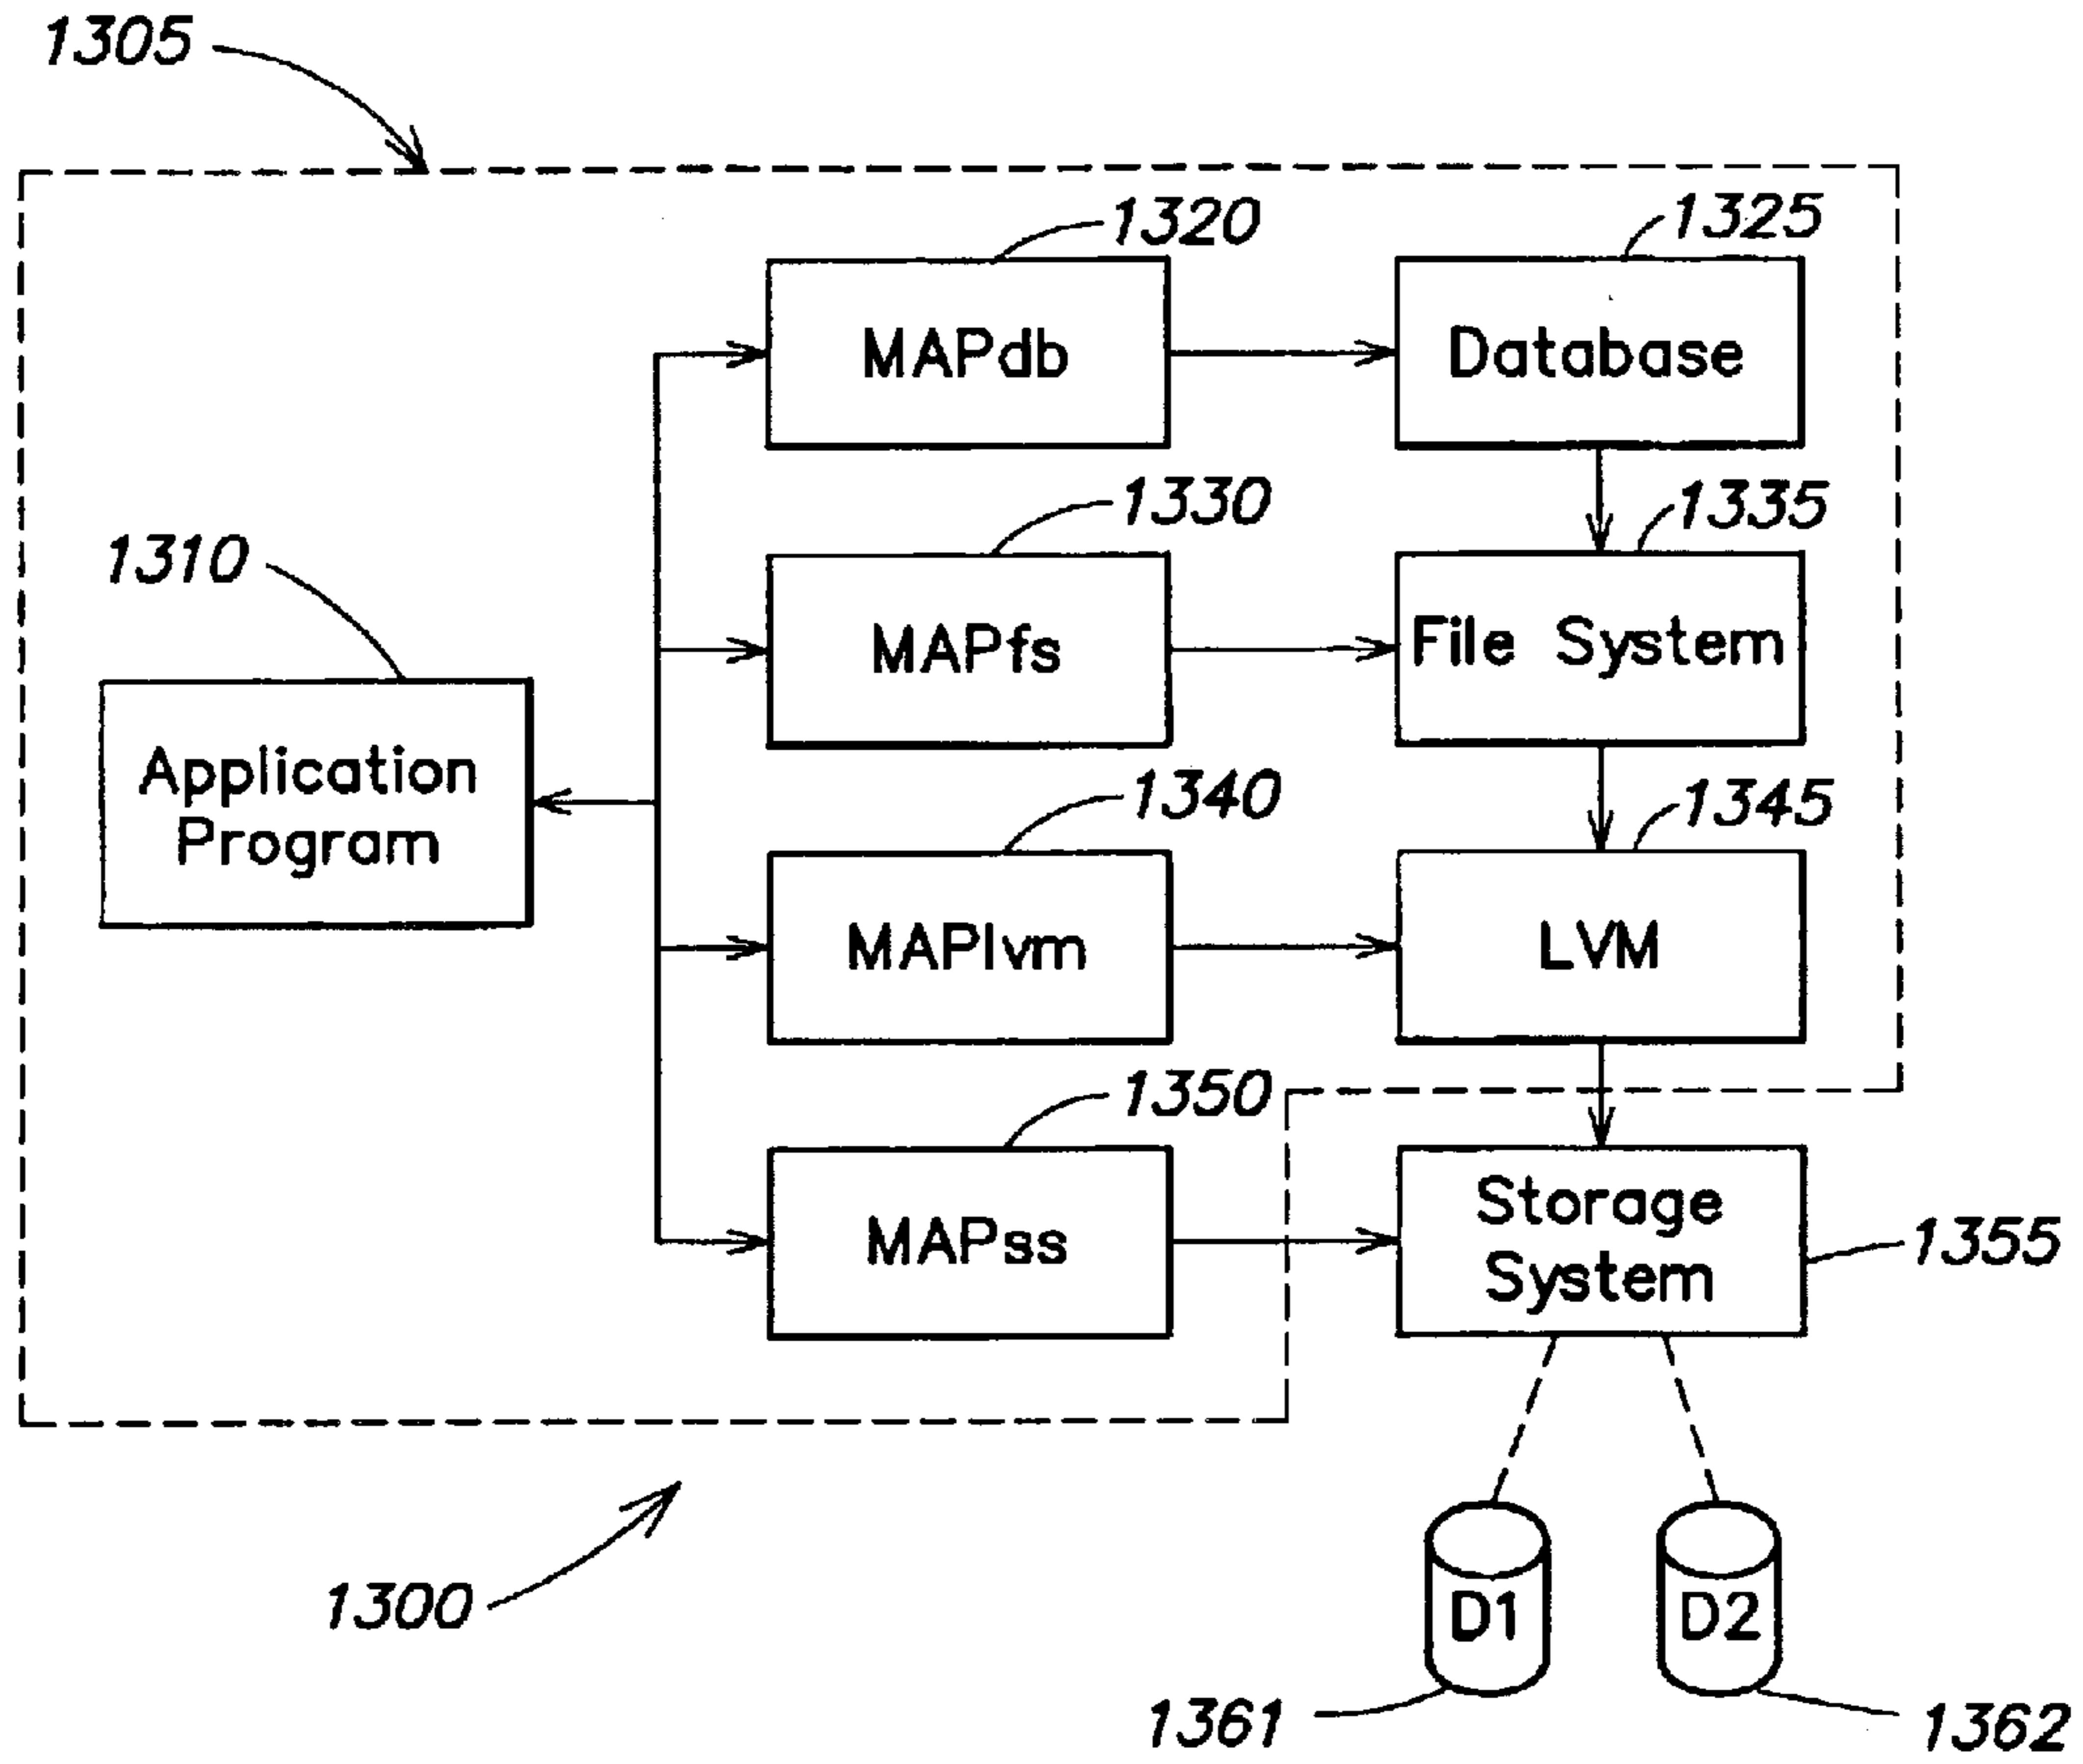 1305
1320
1325
MAPdb
Database
1330
1335
1310
MAPfs
File System
Application
Program
1340
1345
MAPlvm
LVM
1350
MAPss
Storage
System
1355
1300
D1
D2
1361
1362